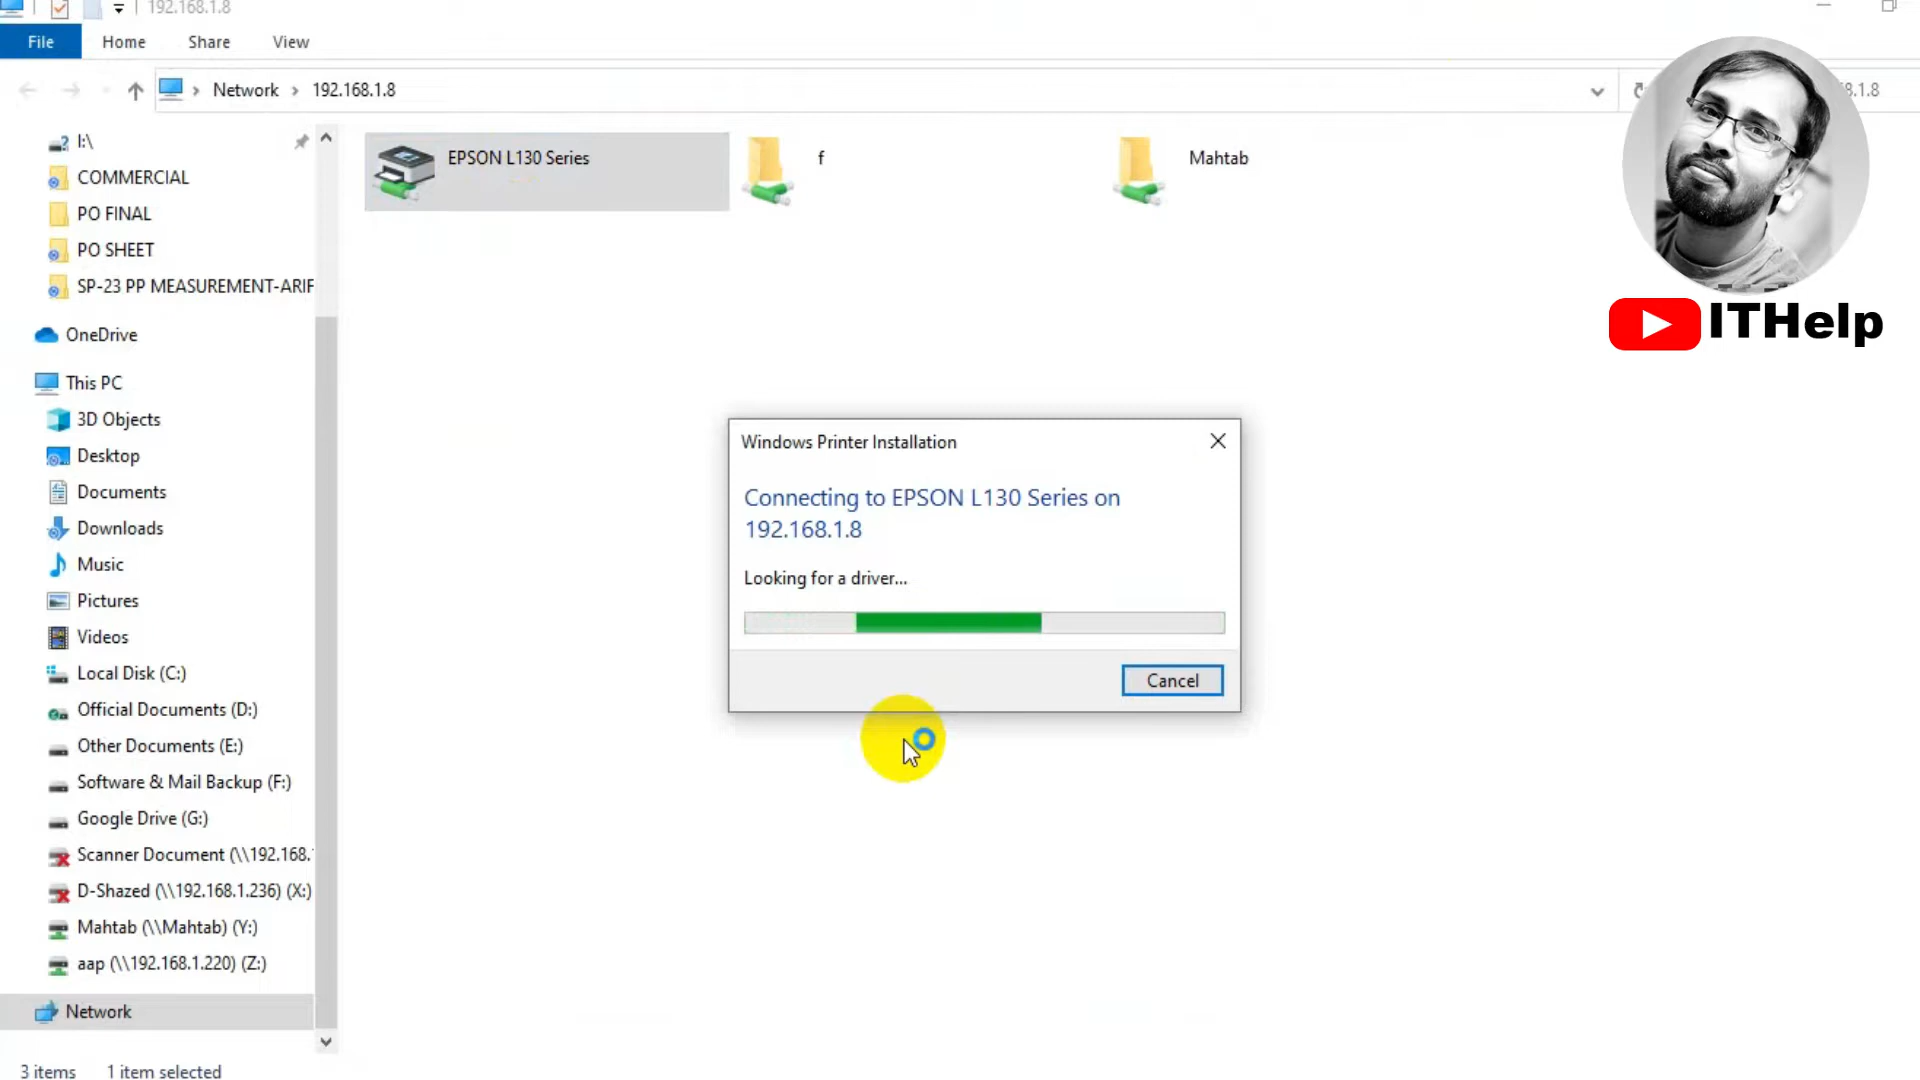 192.168.1.8
File
Home
Share
View
Network
192.168.1.8
.1.8
I:\
COMMERCIAL
PO FINAL
PO SHEET
SP-23 PP MEASUREMENT-ARIF
OneDrive
This PC
3D Objects
Desktop
Documents
Downloads
Music
Pictures
Videos
Local Disk (C:)
Official Documents (D:)
Other Documents (E:)
Software & Mail Backup (F:)
Google Drive (G:)
Scanner Document (\\192.168.
D-Shazed (\\192.168.1.236) (X:)
Mahtab (\\Mahtab) (Y:)
aap (\\192.168.1.220) (Z:)
Network
3 items
1 item selected
EPSON L130 Series
f
Mahtab
ITHelp
Windows Printer Installation
Connecting to EPSON L130 Series on
192.168.1.8
Looking for a driver...
Cancel